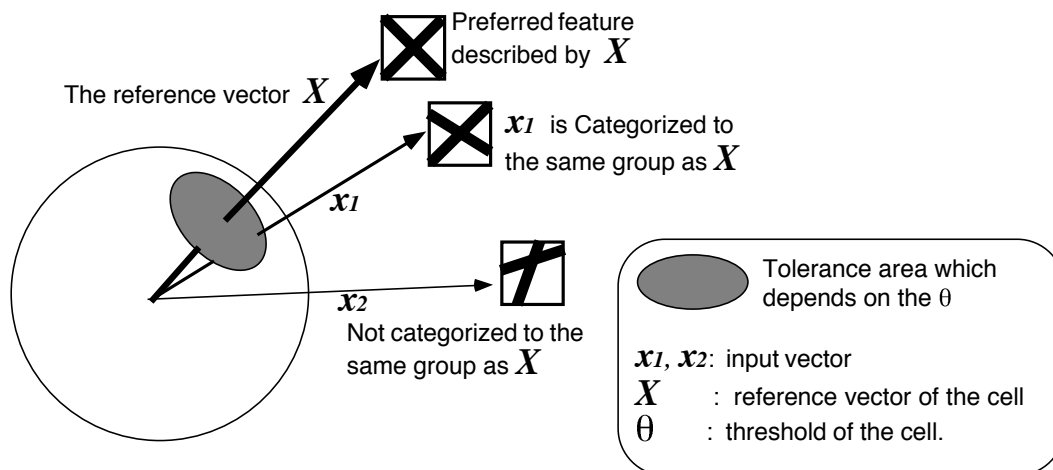 Preferred feature
described by X
The reference vector X
x1 is Categorized to
the same group as X
x1
x2
Not categorized to the
same group as X
Tolerance area which
depends on the θ
x1, x2: input vector
X : reference vector of the cell
θ : threshold of the cell.